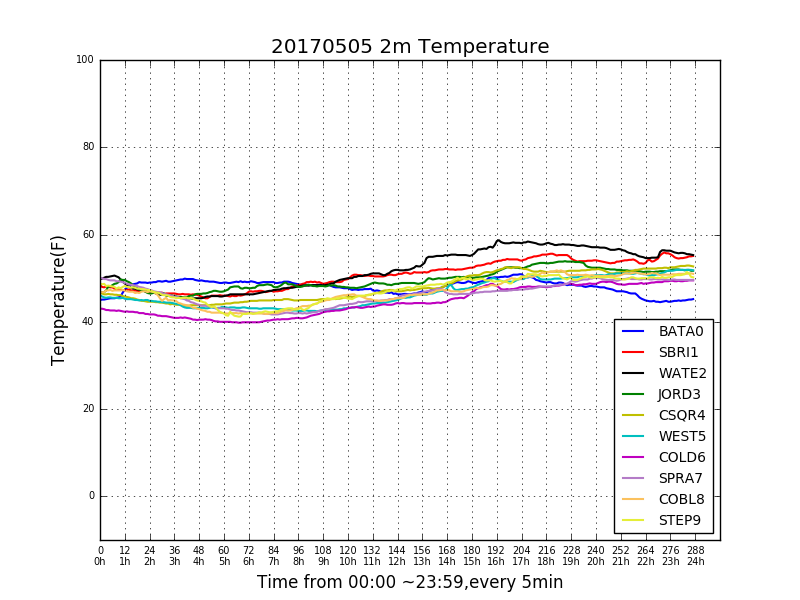 20170505 2m Temperature
Temperature(F)
100
80
60
40
20
0
BATA0
SBRI1
WATE2
JORD3
CSQR4
WEST5
COLD6
SPRA7
COBL8
STEP9
0 12 24 36 48 60 72 84 96 108 120 132 144 156 168 180 192 204 216 228 240 252 264 276 288
0h 1h 2h 3h 4h 5h 6h 7h 8h 9h 10h 11h 12h 13h 14h 15h 16h 17h 18h 19h 20h 21h 22h 23h 24h
Time from 00:00 ~23:59,every 5min